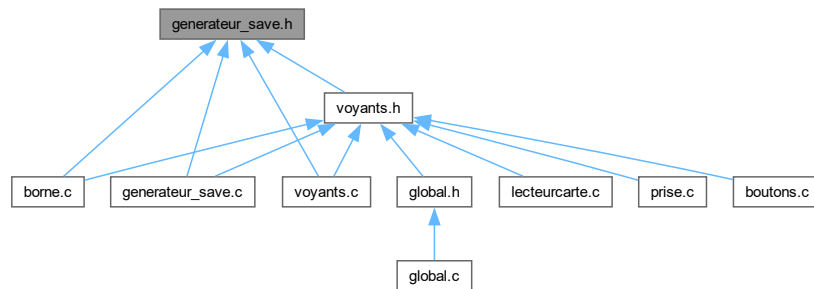 generateur_save.h
voyants.h
borne.c
generateur_save.c
voyants.c
global.h
lecteurcarte.c
prise.c
boutons.c
global.c